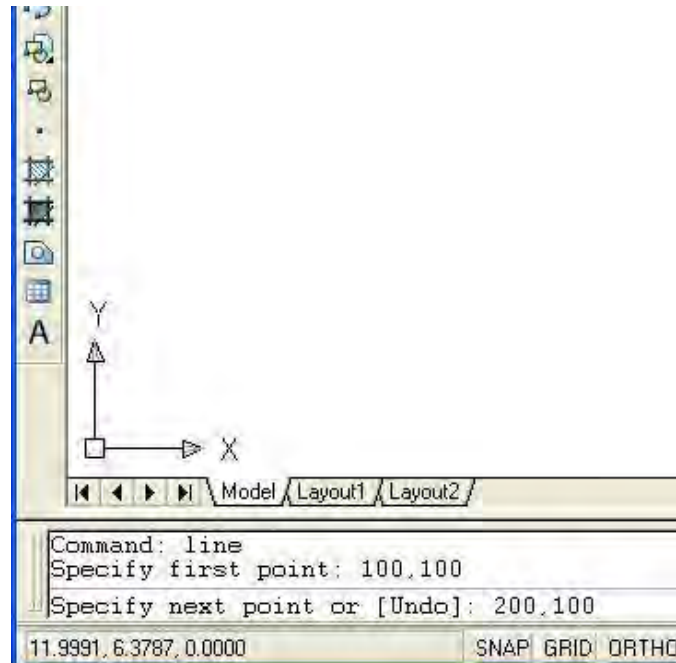 A
Y
X
Model Layout1 Layout2
Command: line
Specify first point: 100,100
Specify next point or [Undo]: 200,100
11.9991, 6.3787, 0.0000 SNAP GRID ORTHO